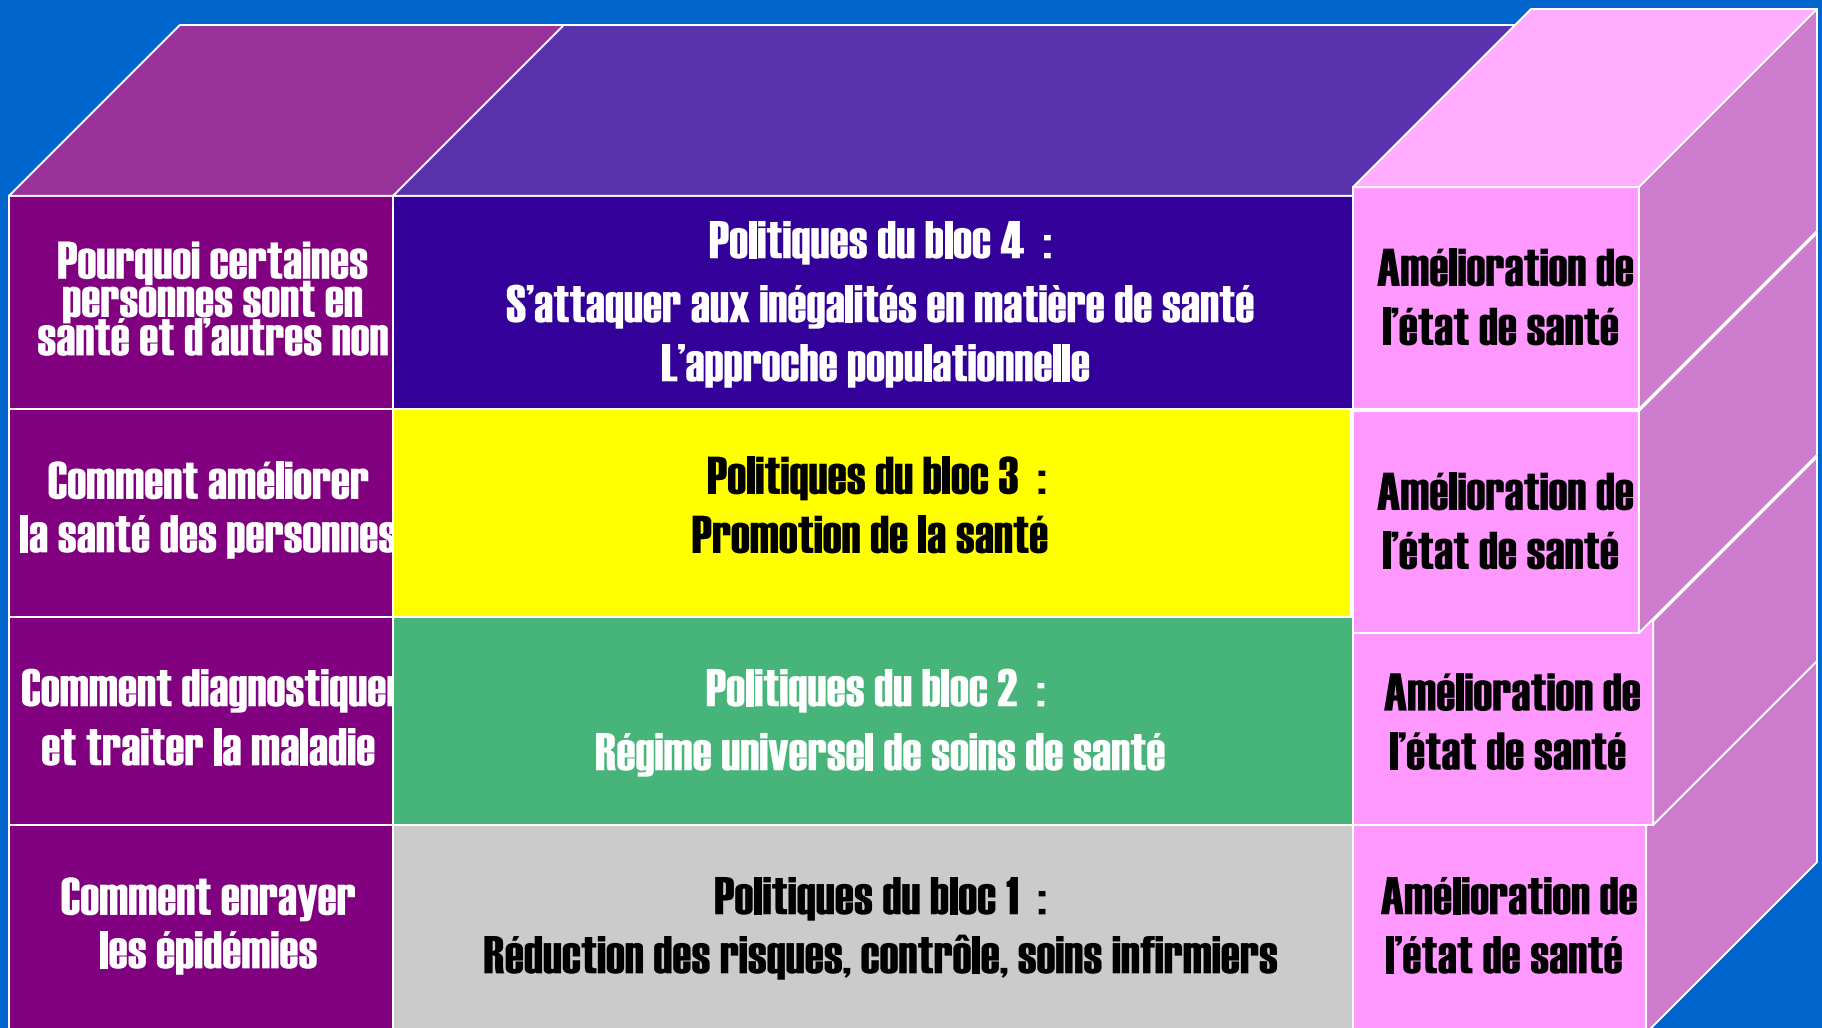 Pourquoi certaines
personnes sont en
santé et d'autres non
Politiques du bloc 4 :
S'attaquer aux inégalités en matière de santé
L'approche populationnelle
Amélioration de
l'état de santé
Comment améliorer
la santé des personnes
Politiques du bloc 3 :
Promotion de la santé
Amélioration de
l'état de santé
Comment diagnostiquer
et traiter la maladie
Politiques du bloc 2 :
Régime universel de soins de santé
Amélioration de
l'état de santé
Comment enrayer
les épidémies
Politiques du bloc 1 :
Réduction des risques, contrôle, soins infirmiers
Amélioration de
l'état de santé